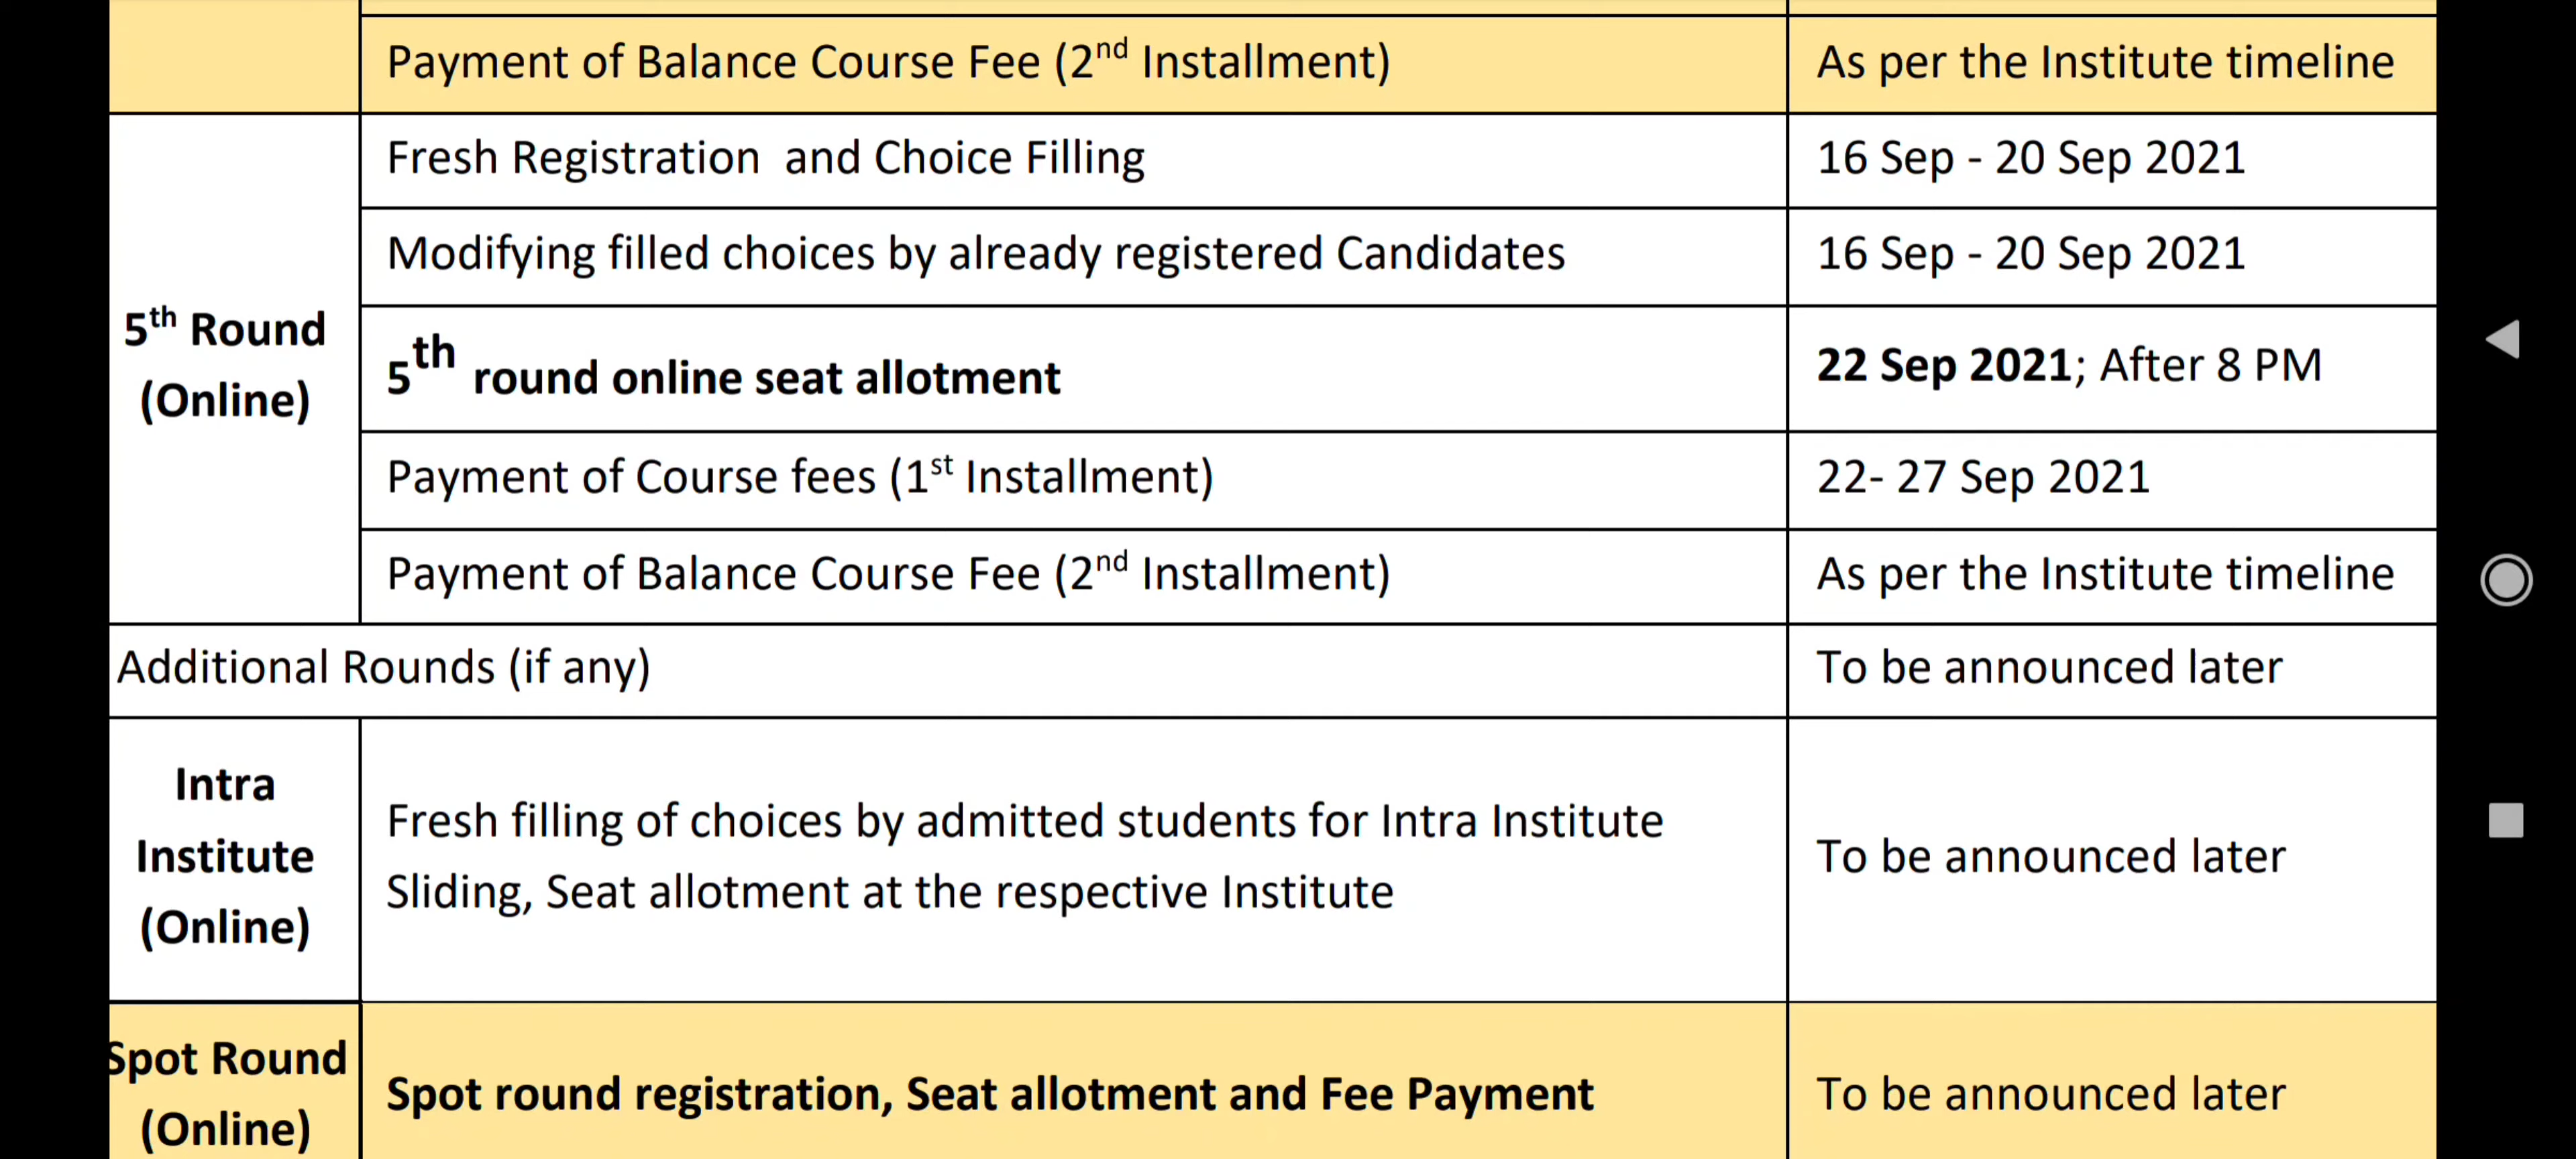 Payment of Balance Course Fee (2nd Installment) As per the Institute timeline
5th Round
(Online)
Fresh Registration and Choice Filling 16 Sep - 20 Sep 2021
Modifying filled choices by already registered Candidates 16 Sep - 20 Sep 2021
5th round online seat allotment 22 Sep 2021; After 8 PM
Payment of Course fees (1st Installment) 22- 27 Sep 2021
Payment of Balance Course Fee (2nd Installment) As per the Institute timeline
Additional Rounds (if any) To be announced later
Intra
Institute
(Online)
Fresh filling of choices by admitted students for Intra Institute
Sliding, Seat allotment at the respective Institute
To be announced later
Spot Round
(Online)
Spot round registration, Seat allotment and Fee Payment To be announced later